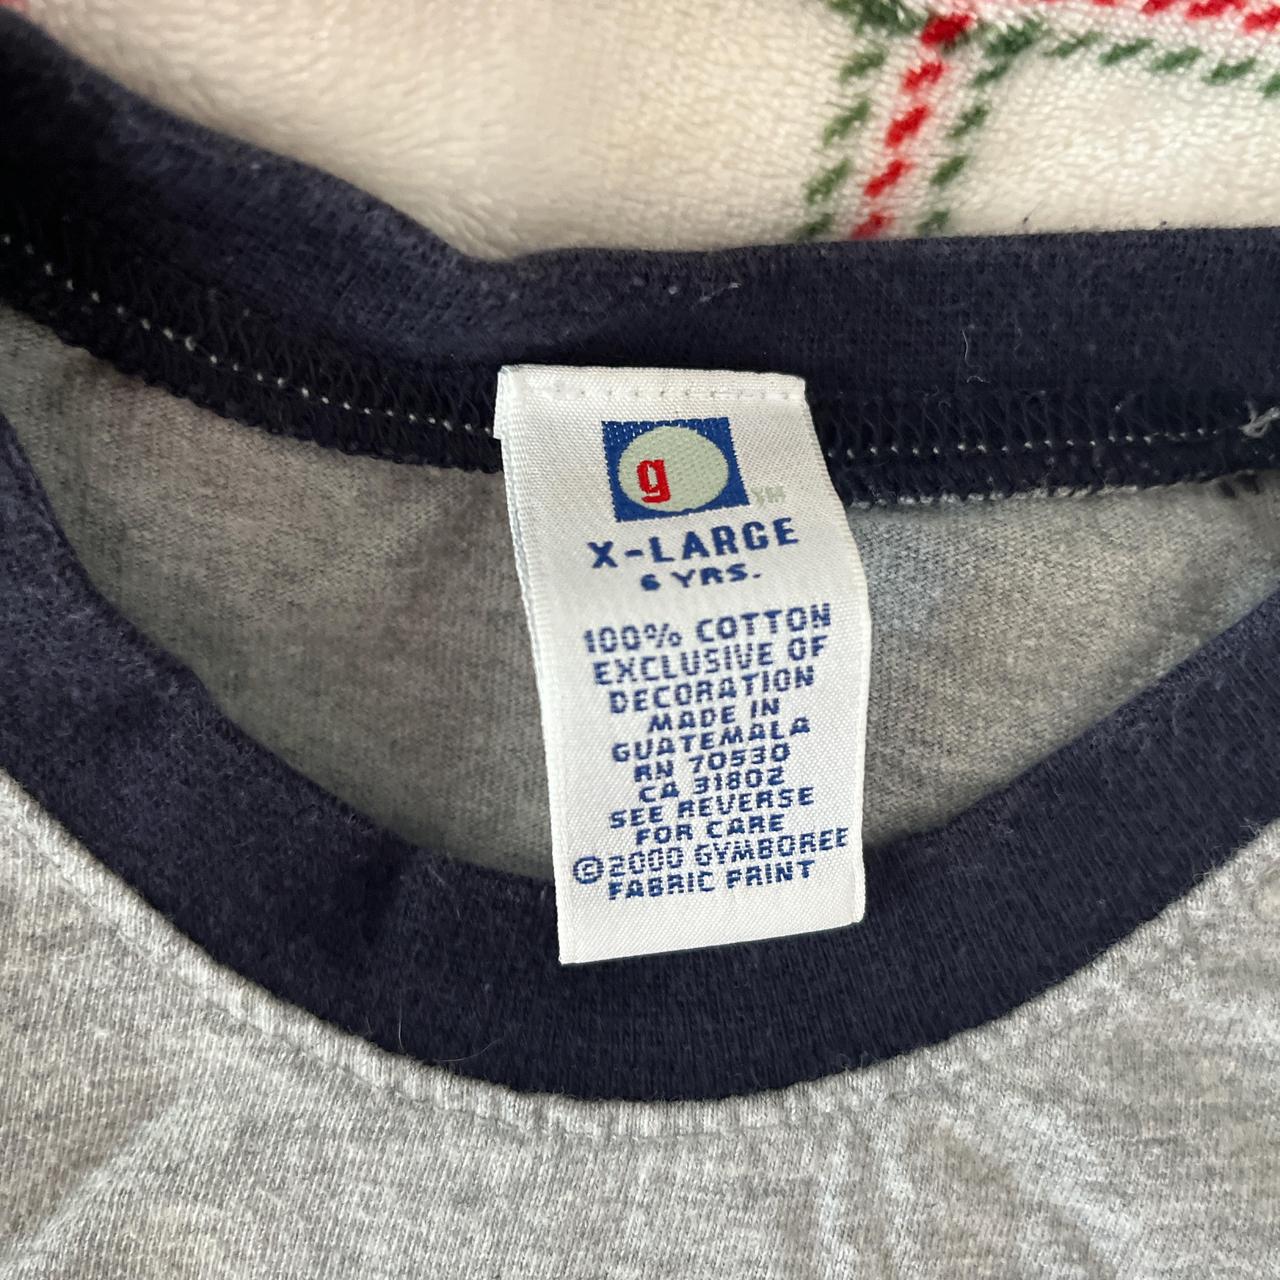 g
TM
X-LARGE
6 YRS.
100% COTTON
EXCLUSIVE OF
DECORATION
MADE IN
GUATEMALA
RN 70530
CA 31802
SEE REVERSE
FOR CARE
©2000 GYMBOREE
FABRIC PRINT